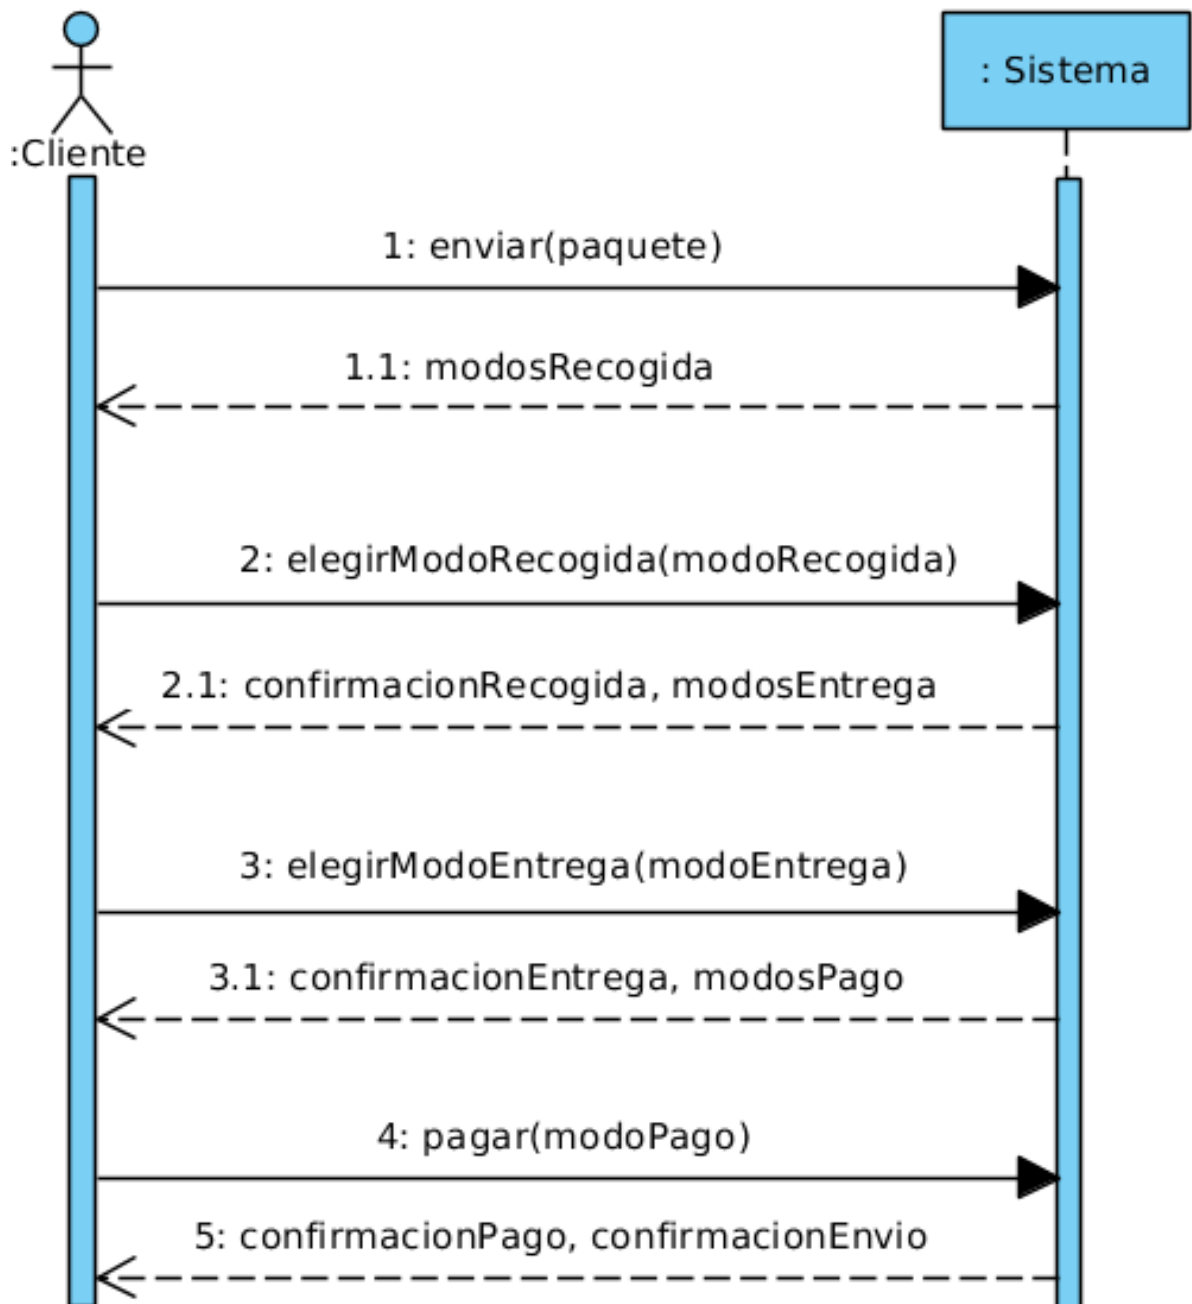 :Cliente
: Sistema
1: enviar(paquete)
1.1: modosRecogida
2: elegirModoRecogida(modoRecogida)
2.1: confirmacionRecogida, modosEntrega
3: elegirModoEntrega(modoEntrega)
3.1: confirmacionEntrega, modosPago
4: pagar(modoPago)
5: confirmacionPago, confirmacionEnvio